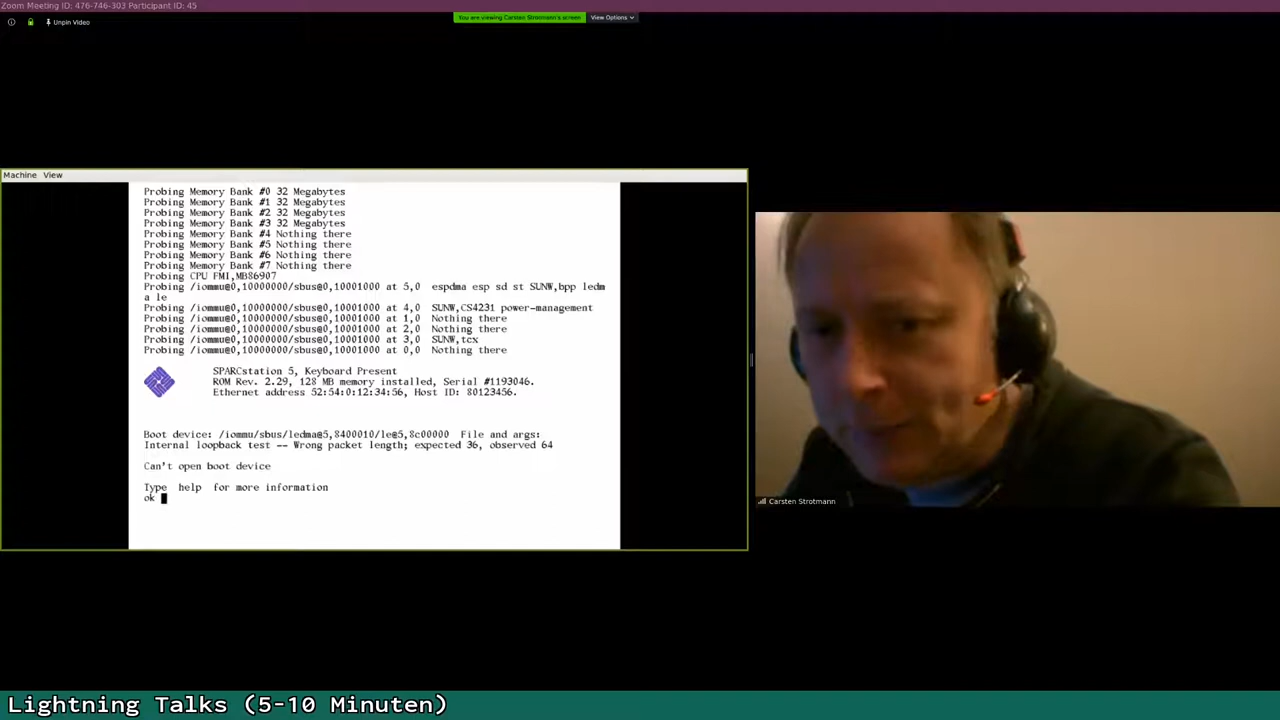 Zoom Meeting ID: 476-746-303 Participant ID: 45
You are viewing Carsten Strotmann's screen View Options
Unpin Video
Machine View
Probing Memory Bank #0 32 Megabytes
Probing Memory Bank #1 32 Megabytes
Probing Memory Bank #2 32 Megabytes
Probing Memory Bank #3 32 Megabytes
Probing Memory Bank #4 Nothing there
Probing Memory Bank #5 Nothing there
Probing Memory Bank #6 Nothing there
Probing Memory Bank #7 Nothing there
Probing CPU FMI,MB86907
Probing /iommu@0,10000000/sbus@0,10001000 at 5,0 espdma esp sd st SUNW,bpp ledm
a le
Probing /iommu@0,10000000/sbus@0,10001000 at 4,0 SUNW,CS4231 power-management
Probing /iommu@0,10000000/sbus@0,10001000 at 1,0 Nothing there
Probing /iommu@0,10000000/sbus@0,10001000 at 2,0 Nothing there
Probing /iommu@0,10000000/sbus@0,10001000 at 3,0 SUNW,tcx
Probing /iommu@0,10000000/sbus@0,10001000 at 0,0 Nothing there
SPARCstation 5, Keyboard Present
ROM Rev. 2.29, 128 MB memory installed, Serial #1193046.
Ethernet address 52:54:0:12:34:56, Host ID: 80123456.
Boot device: /iommu/sbus/ledma@5,8400010/le@5,8c00000 File and args:
Internal loopback test -- Wrong packet length; expected 36, observed 64
Can't open boot device
Type help for more information
ok
Carsten Strotmann
Lightning Talks (5-10 Minuten)